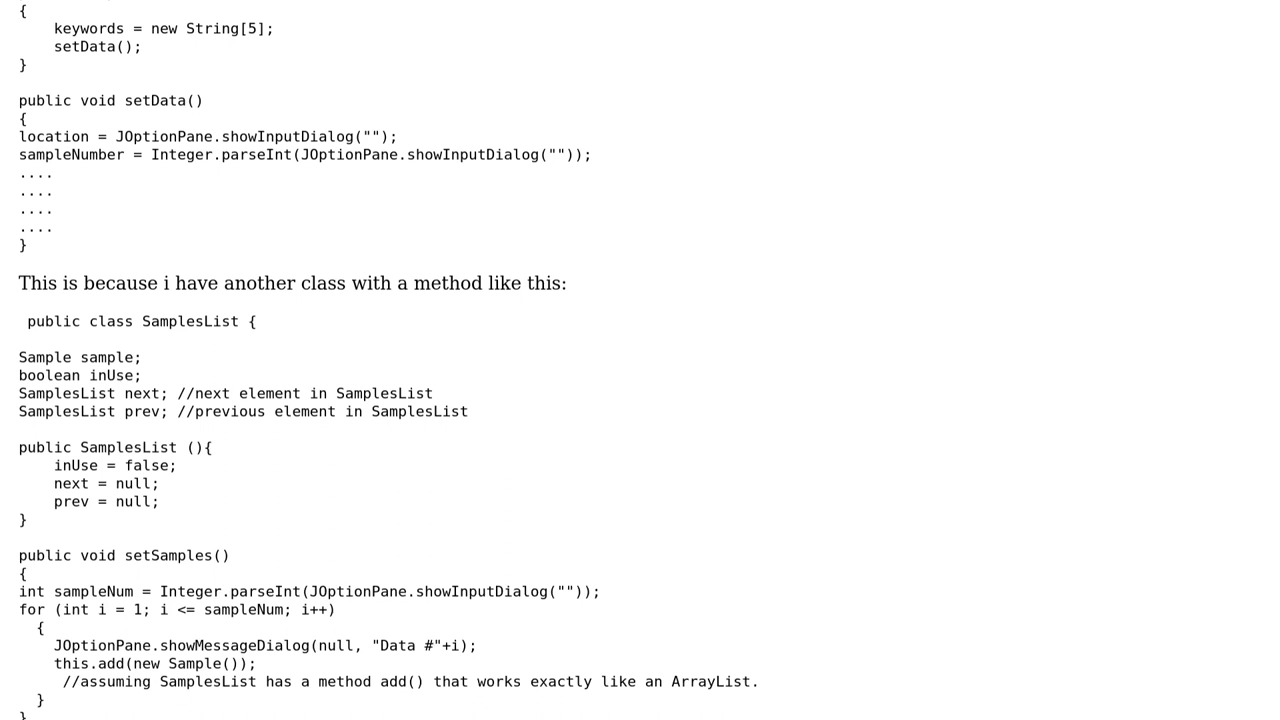 {
    keywords = new String[5];
    setData();
}

public void setData()
{
location = JOptionPane.showInputDialog("");
sampleNumber = Integer.parseInt(JOptionPane.showInputDialog(""));
....
....
....
....
}
This is because i have another class with a method like this:
 public class SamplesList {

Sample sample;
boolean inUse;
SamplesList next; //next element in SamplesList
SamplesList prev; //previous element in SamplesList

public SamplesList (){
    inUse = false;
    next = null;
    prev = null;
}

public void setSamples()
{
int sampleNum = Integer.parseInt(JOptionPane.showInputDialog(""));
for (int i = 1; i <= sampleNum; i++)
  {
    JOptionPane.showMessageDialog(null, "Data #"+i);
    this.add(new Sample());
     //assuming SamplesList has a method add() that works exactly like an ArrayList.
  }
}